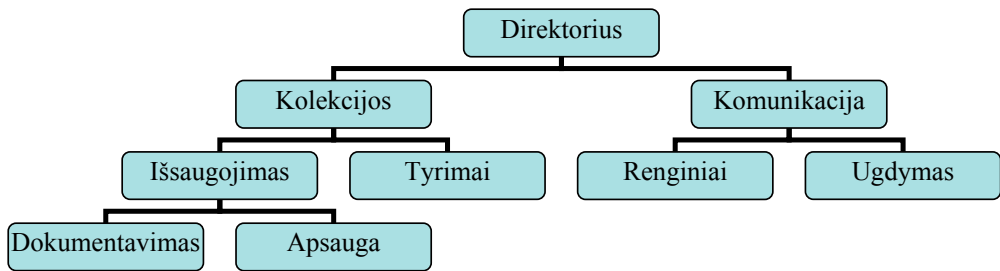 Direktorius
Kolekcijos
Komunikacija
Išsaugojimas
Tyrimai
Renginiai
Ugdymas
Dokumentavimas
Apsauga